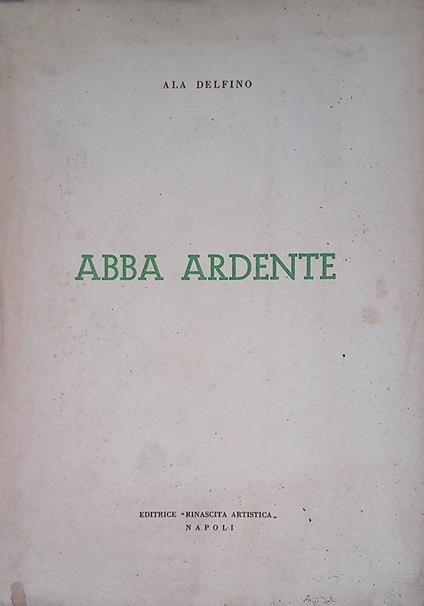 ALA DELFINO
ABBA ARDENTE
EDITRICE "RINASCITA ARTISTICA„
NAPOLI